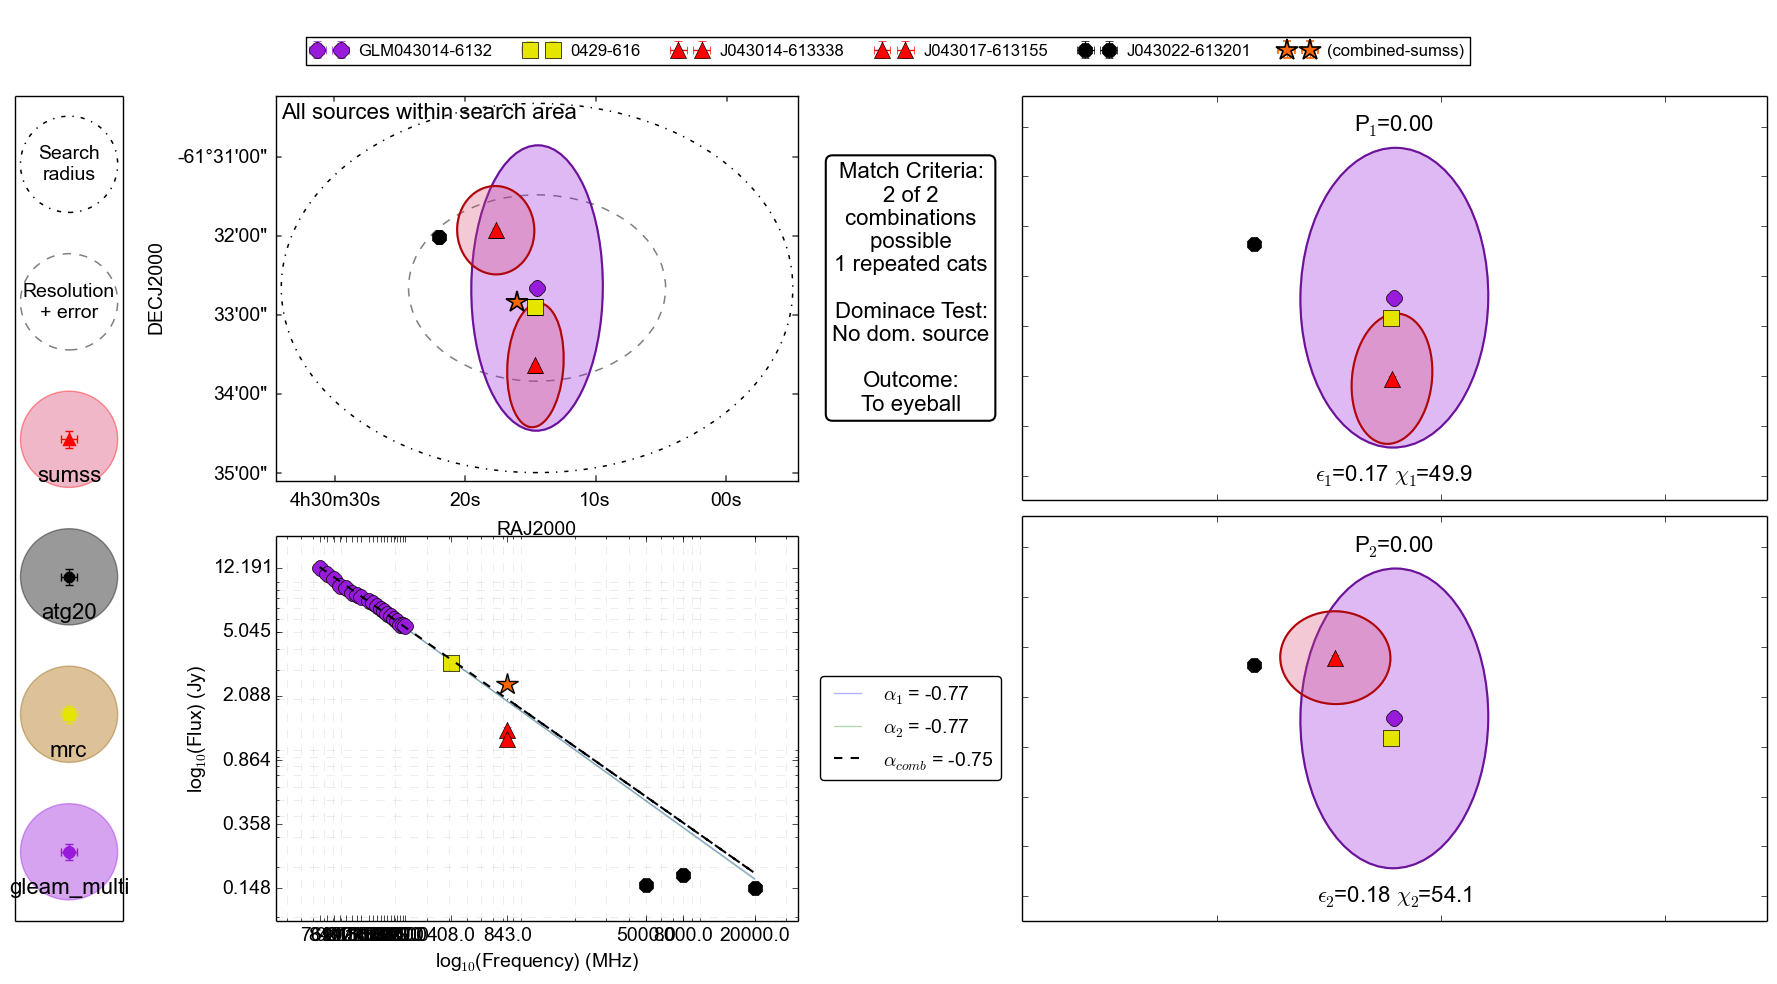 GLM043014-6132 0429-616 J043014-613338 J043017-613155 J043022-613201 (combined-sumss)
Search
radius
Resolution
+ error
sumss
atg20
mrc
gleam_multi
All sources within search area
DECJ2000
-61°31'00"
32'00"
33'00"
34'00"
35'00"
4h30m30s 20s 10s 00s
RAJ2000
Match Criteria:
2 of 2
combinations
possible
1 repeated cats
Dominace Test:
No dom. source
Outcome:
To eyeball
P1=0.00
ϵ1=0.17 χ1=49.9
log10(Flux) (Jy)
12.191
5.045
2.088
0.864
0.358
0.148
408.0 843.0 5000.0 8000.0 20000.0
log10(Frequency) (MHz)
α1 = -0.77
α2 = -0.77
αcomb = -0.75
P2=0.00
ϵ2=0.18 χ2=54.1